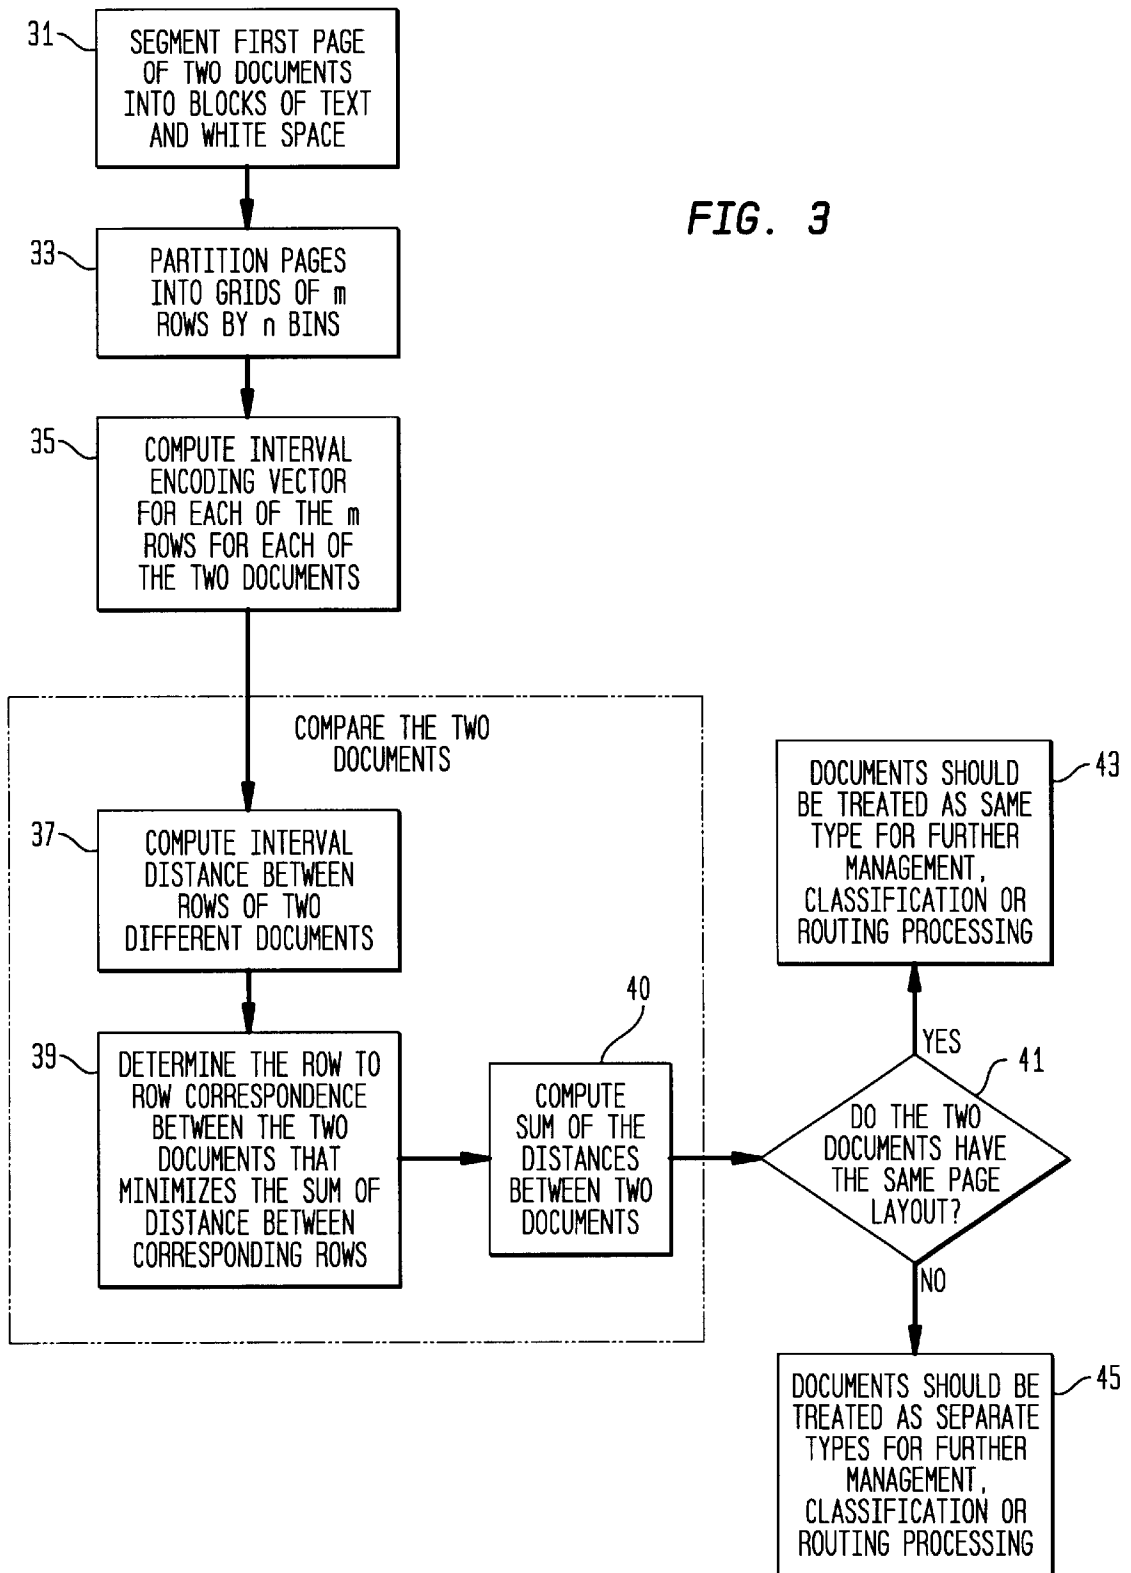 31
SEGMENT FIRST PAGE
OF TWO DOCUMENTS
INTO BLOCKS OF TEXT
AND WHITE SPACE
FIG. 3
33
PARTITION PAGES
INTO GRIDS OF m
ROWS BY n BINS
35
COMPUTE INTERVAL
ENCODING VECTOR
FOR EACH OF THE m
ROWS FOR EACH OF
THE TWO DOCUMENTS
COMPARE THE TWO
DOCUMENTS
37
COMPUTE INTERVAL
DISTANCE BETWEEN
ROWS OF TWO
DIFFERENT DOCUMENTS
39
DETERMINE THE ROW TO
ROW CORRESPONDENCE
BETWEEN THE TWO
DOCUMENTS THAT
MINIMIZES THE SUM OF
DISTANCE BETWEEN
CORRESPONDING ROWS
40
COMPUTE
SUM OF THE
DISTANCES
BETWEEN TWO
DOCUMENTS
41
DO THE TWO
DOCUMENTS HAVE
THE SAME PAGE
LAYOUT?
YES
43
DOCUMENTS SHOULD
BE TREATED AS SAME
TYPE FOR FURTHER
MANAGEMENT,
CLASSIFICATION OR
ROUTING PROCESSING
NO
45
DOCUMENTS SHOULD BE
TREATED AS SEPARATE
TYPES FOR FURTHER
MANAGEMENT,
CLASSIFICATION OR
ROUTING PROCESSING